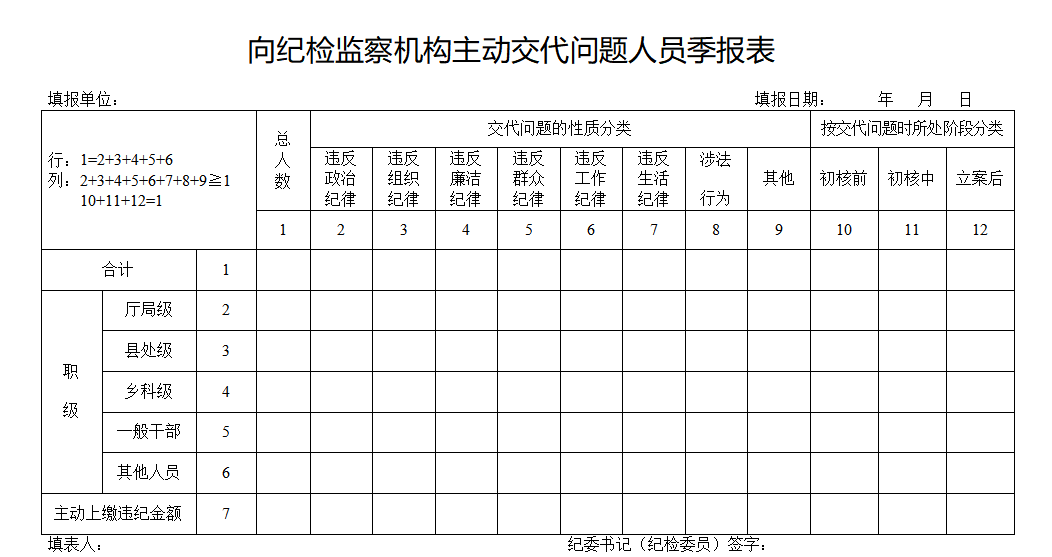 向纪检监察机构主动交代问题人员季报表
填报单位： 填报日期： 年 月 日
行：1=2+3+4+5+6
列：2+3+4+5+6+7+8+9≧1
10+11+12=1
总人数
交代问题的性质分类 按交代问题时所处阶段分类
违反政治纪律 违反组织纪律 违反廉洁纪律 违反群众纪律 违反工作纪律 违反生活纪律 涉法行为 其他 初核前 初核中 立案后
1 2 3 4 5 6 7 8 9 10 11 12
合计 1
职级
厅局级 2
县处级 3
乡科级 4
一般干部 5
其他人员 6
主动上缴违纪金额 7
填表人： 纪委书记（纪检委员）签字：